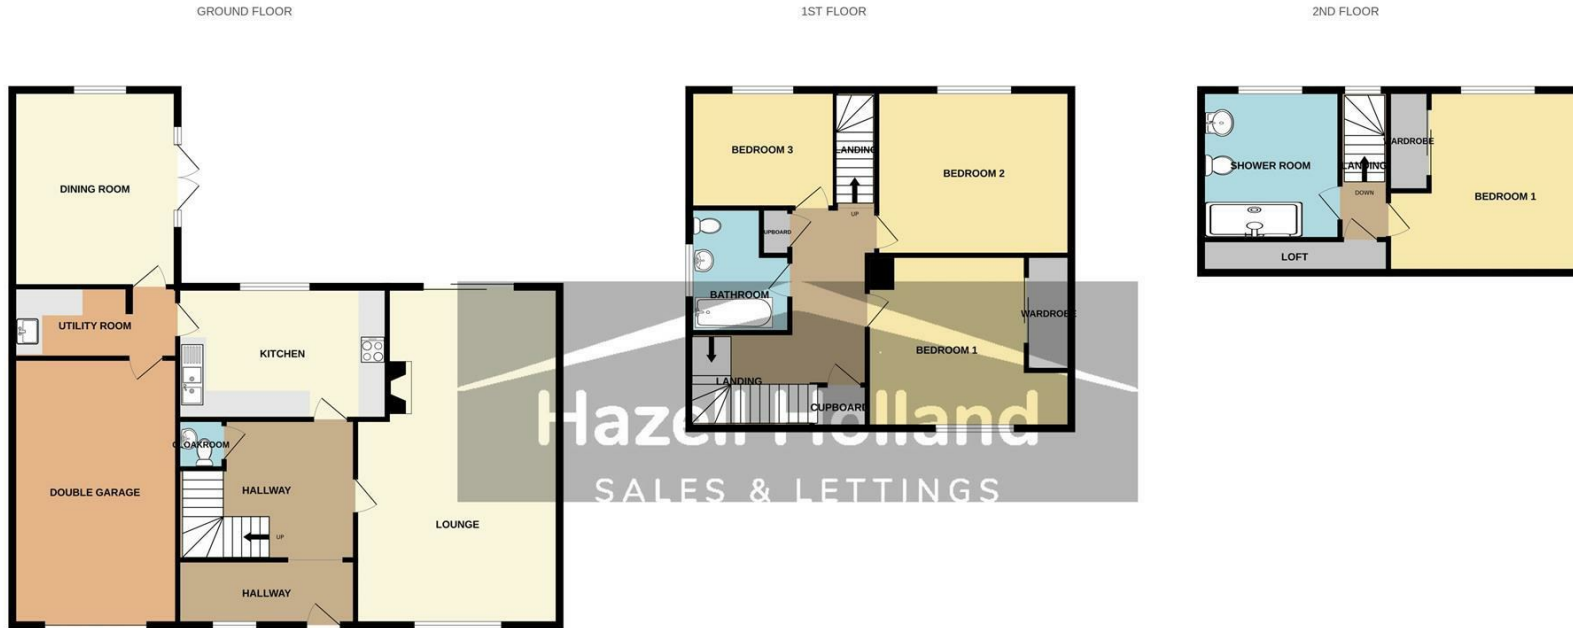 GROUND FLOOR
DINING ROOM
UTILITY ROOM
KITCHEN
CLOAKROOM
DOUBLE GARAGE
HALLWAY
UP
LOUNGE
HALLWAY
1ST FLOOR
BEDROOM 3
LANDING
BEDROOM 2
UP
CUPBOARD
BATHROOM
WARDROBE
BEDROOM 1
LANDING
CUPBOARD
Hazell Holland
SALES & LETTINGS
2ND FLOOR
WARDROBE
SHOWER ROOM
LANDING
DOWN
BEDROOM 1
LOFT